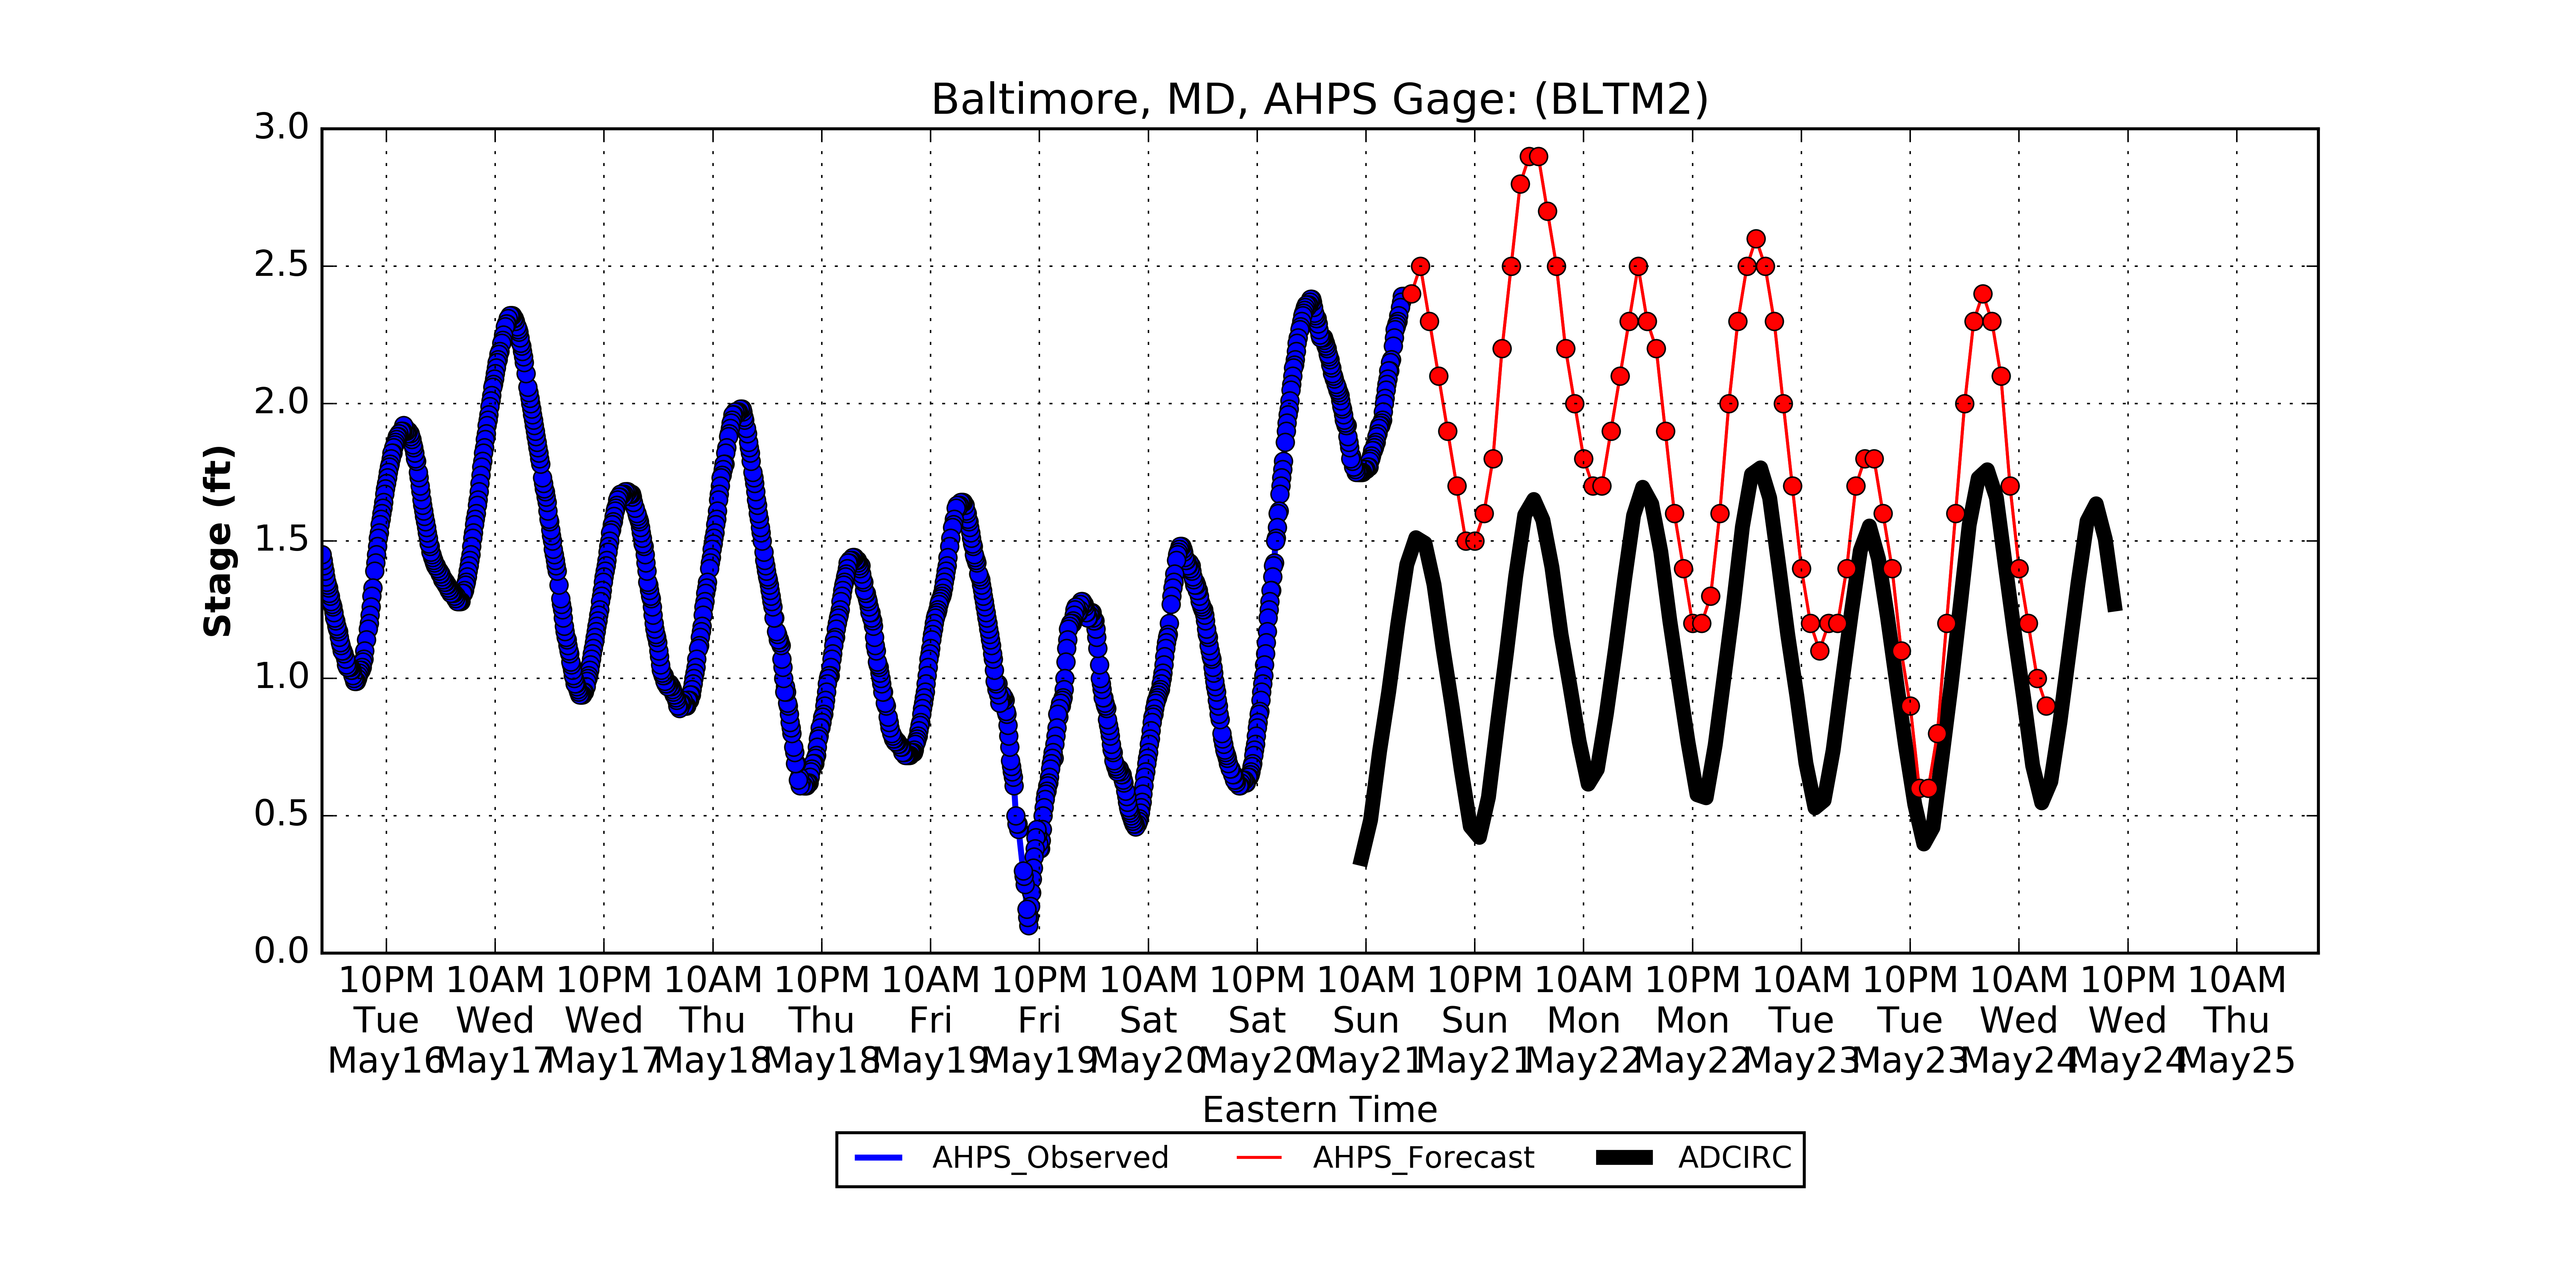 Baltimore, MD, AHPS Gage: (BLTM2)
3.0
2.5
2.0
1.5
1.0
0.5
0.0
Stage (ft)
10PM 10AM 10PM 10AM 10PM 10AM 10PM 10AM 10PM 10AM 10PM 10AM 10PM 10AM 10PM 10AM 10PM 10AM
Tue Wed Wed Thu Thu Fri Fri Sat Sat Sun Sun Mon Mon Tue Tue Wed Wed Thu
May16 May17 May17 May18 May18 May19 May19 May20 May20 May21 May21 May22 May22 May23 May23 May24 May24 May25
Eastern Time
AHPS_Observed AHPS_Forecast ADCIRC